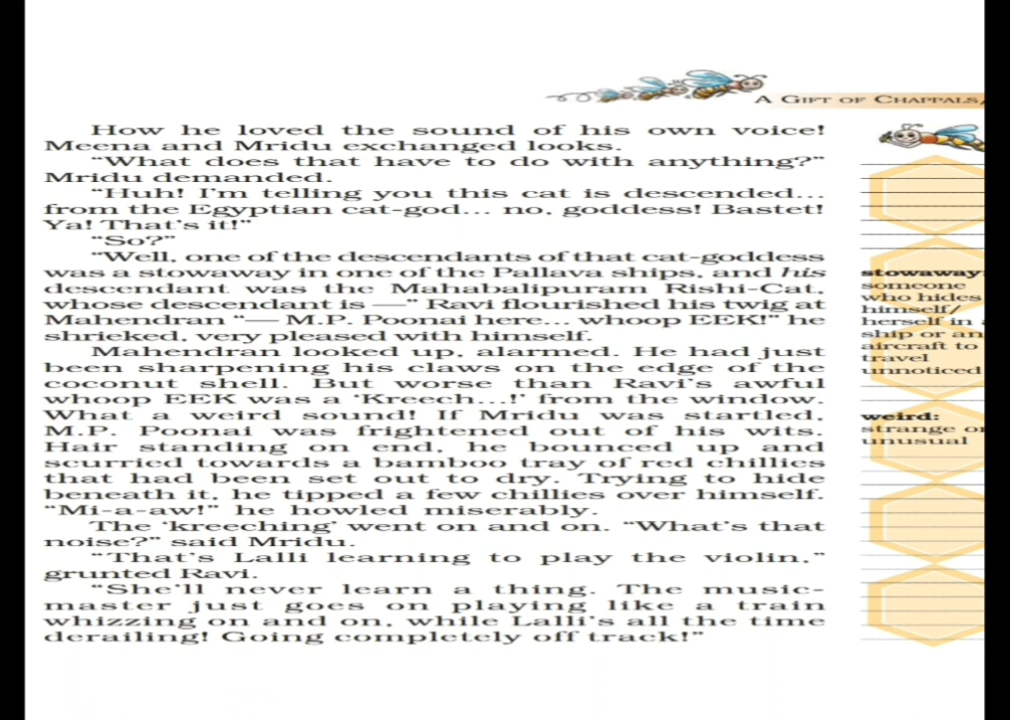 A GIFT OF CHAPPALS
How he loved the sound of his own voice!
Meena and Mridu exchanged looks.
“What does that have to do with anything?”
Mridu demanded.
“Huh! I’m telling you this cat is descended...
from the Egyptian cat-god... no, goddess! Bastet!
Ya! That’s it!”
“So?”
“Well, one of the descendants of that cat-goddess
was a stowaway in one of the Pallava ships, and his
descendant was the Mahabalipuram Rishi-Cat,
whose descendant is —” Ravi flourished his twig at
Mahendran “— M.P. Poonai here... whoop EEK!” he
shrieked, very pleased with himself.
Mahendran looked up, alarmed. He had just
been sharpening his claws on the edge of the
coconut shell. But worse than Ravi’s awful
whoop EEK was a ‘Kreech...!’ from the window.
What a weird sound! If Mridu was startled,
M.P. Poonai was frightened out of his wits.
Hair standing on end, he bounced up and
scurried towards a bamboo tray of red chillies
that had been set out to dry. Trying to hide
beneath it, he tipped a few chillies over himself.
“Mi-a-aw!” he howled miserably.
The ‘kreeching’ went on and on. “What’s that
noise?” said Mridu.
“That’s Lalli learning to play the violin,”
grunted Ravi.
“She’ll never learn a thing. The music-
master just goes on playing like a train
whizzing on and on, while Lalli’s all the time
derailing! Going completely off track!”
stowaway:
someone
who hides
himself/
herself in a
ship or an
aircraft to
travel
unnoticed
weird:
strange or
unusual